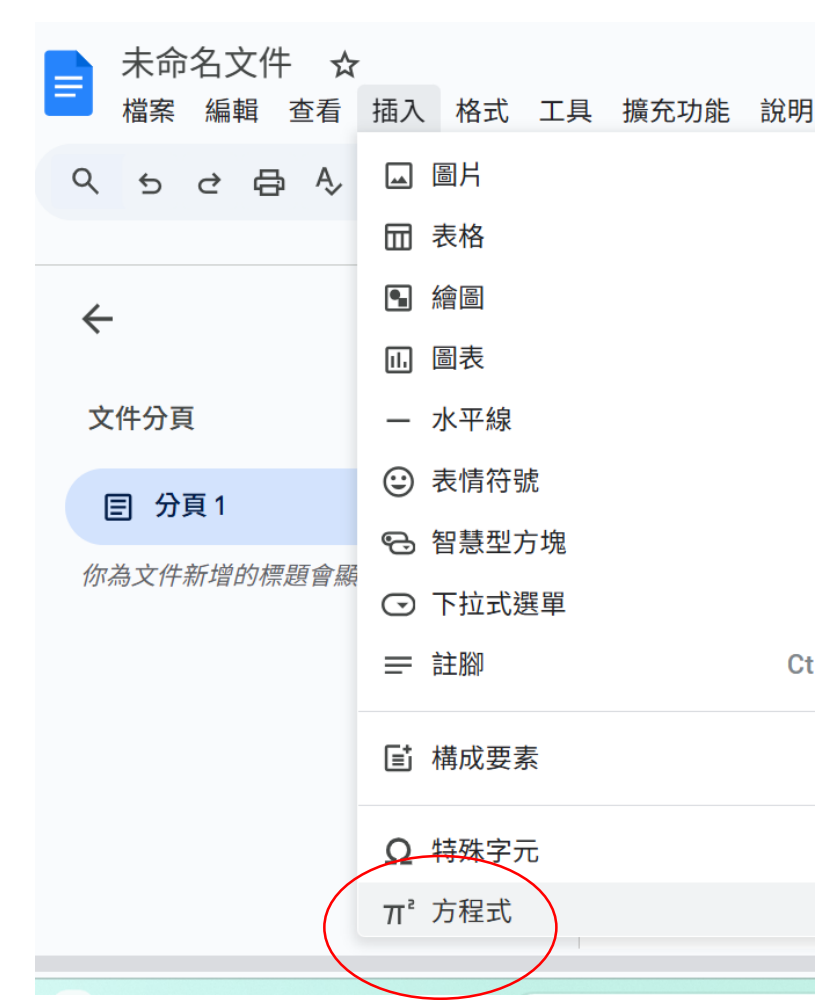 未命名文件
檔案 編輯 查看 插入 格式 工具 擴充功能 說明
圖片
表格
繪圖
圖表
文件分頁
水平線
表情符號
分頁 1
智慧型方塊
你為文件新增的標題會顯
下拉式選單
註腳 Ct
構成要素
Ω 特殊字元
π² 方程式